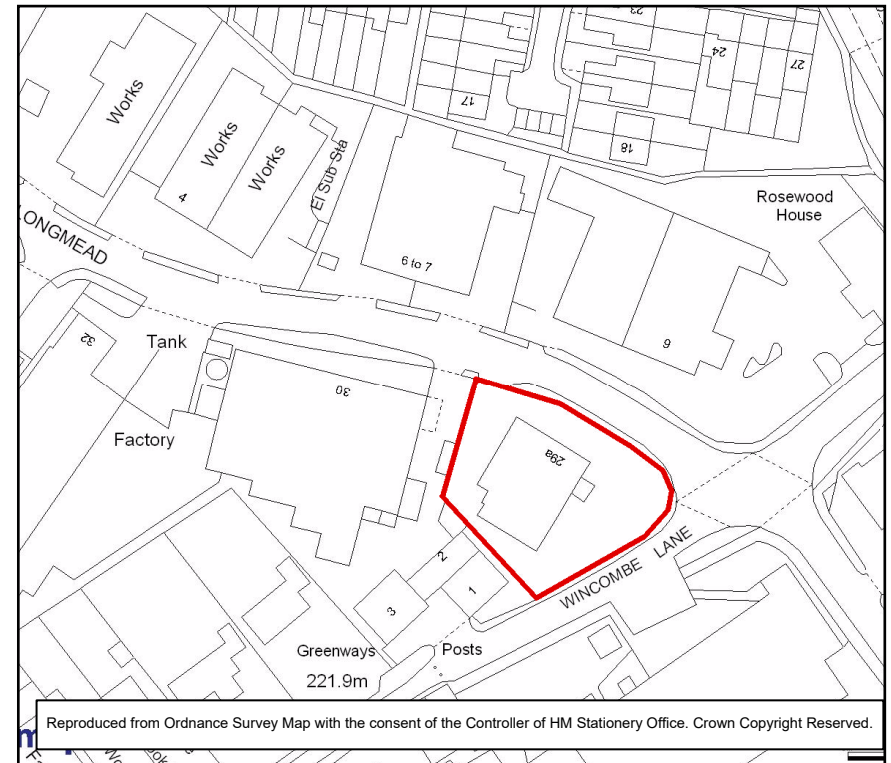 23
24
27
17
18
Works
Works
Works
El Sub Sta
4
Rosewood
House
LONGMEAD
6 to 7
9
32
Tank
30
Factory
29a
WINCOMBE LANE
2
1
3
Greenways
Posts
221.9m
Reproduced from Ordnance Survey Map with the consent of the Controller of HM Stationery Office. Crown Copyright Reserved.